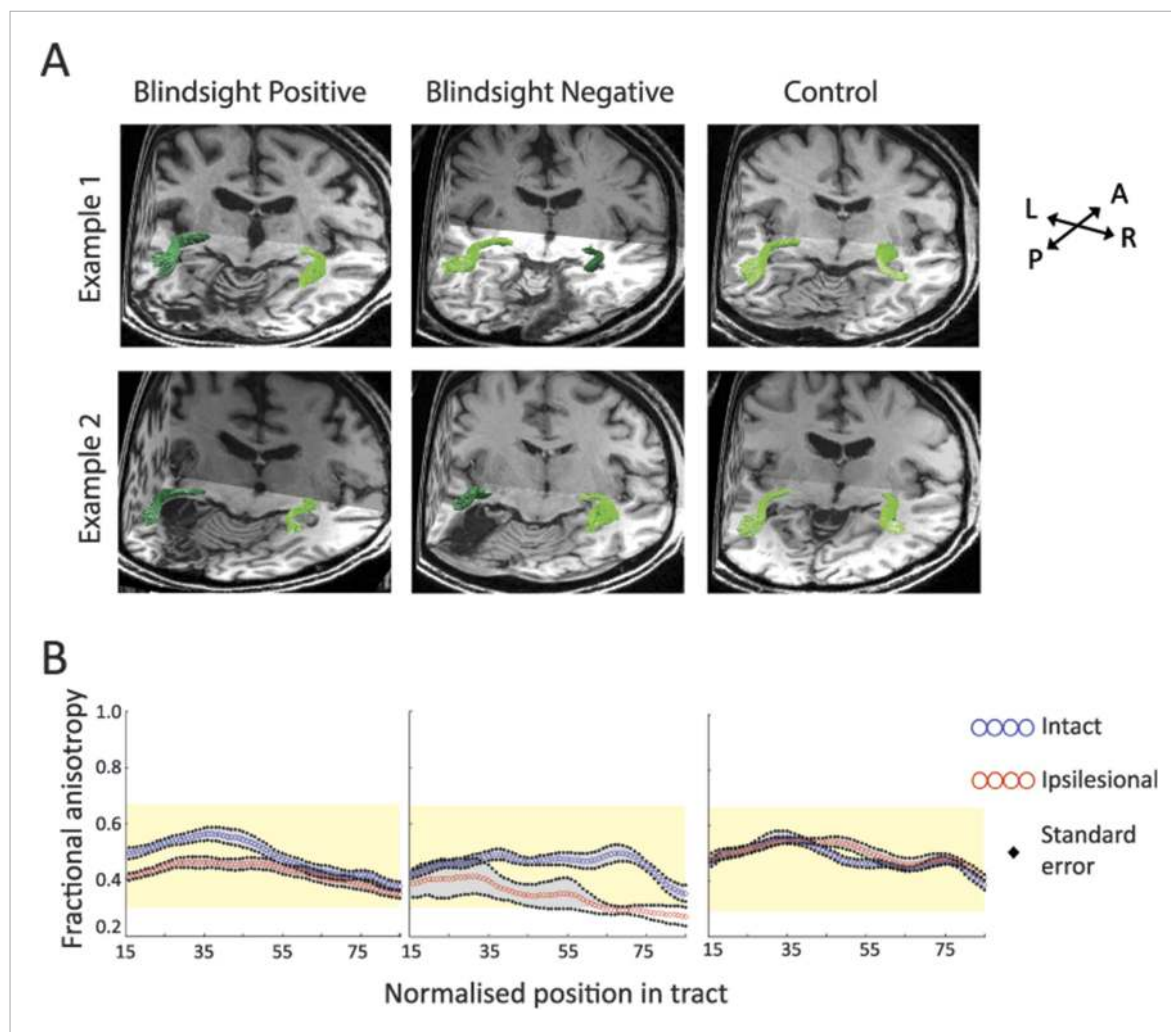 A
Blindsight Positive
Blindsight Negative
Control
Example 1
L
A
P
R
Example 2
B
Fractional anisotropy
1.0
0.8
0.6
0.4
0.2
15
35
55
75
15
35
55
75
15
35
55
75
Intact
Ipsilesional
Standard
error
Normalised position in tract